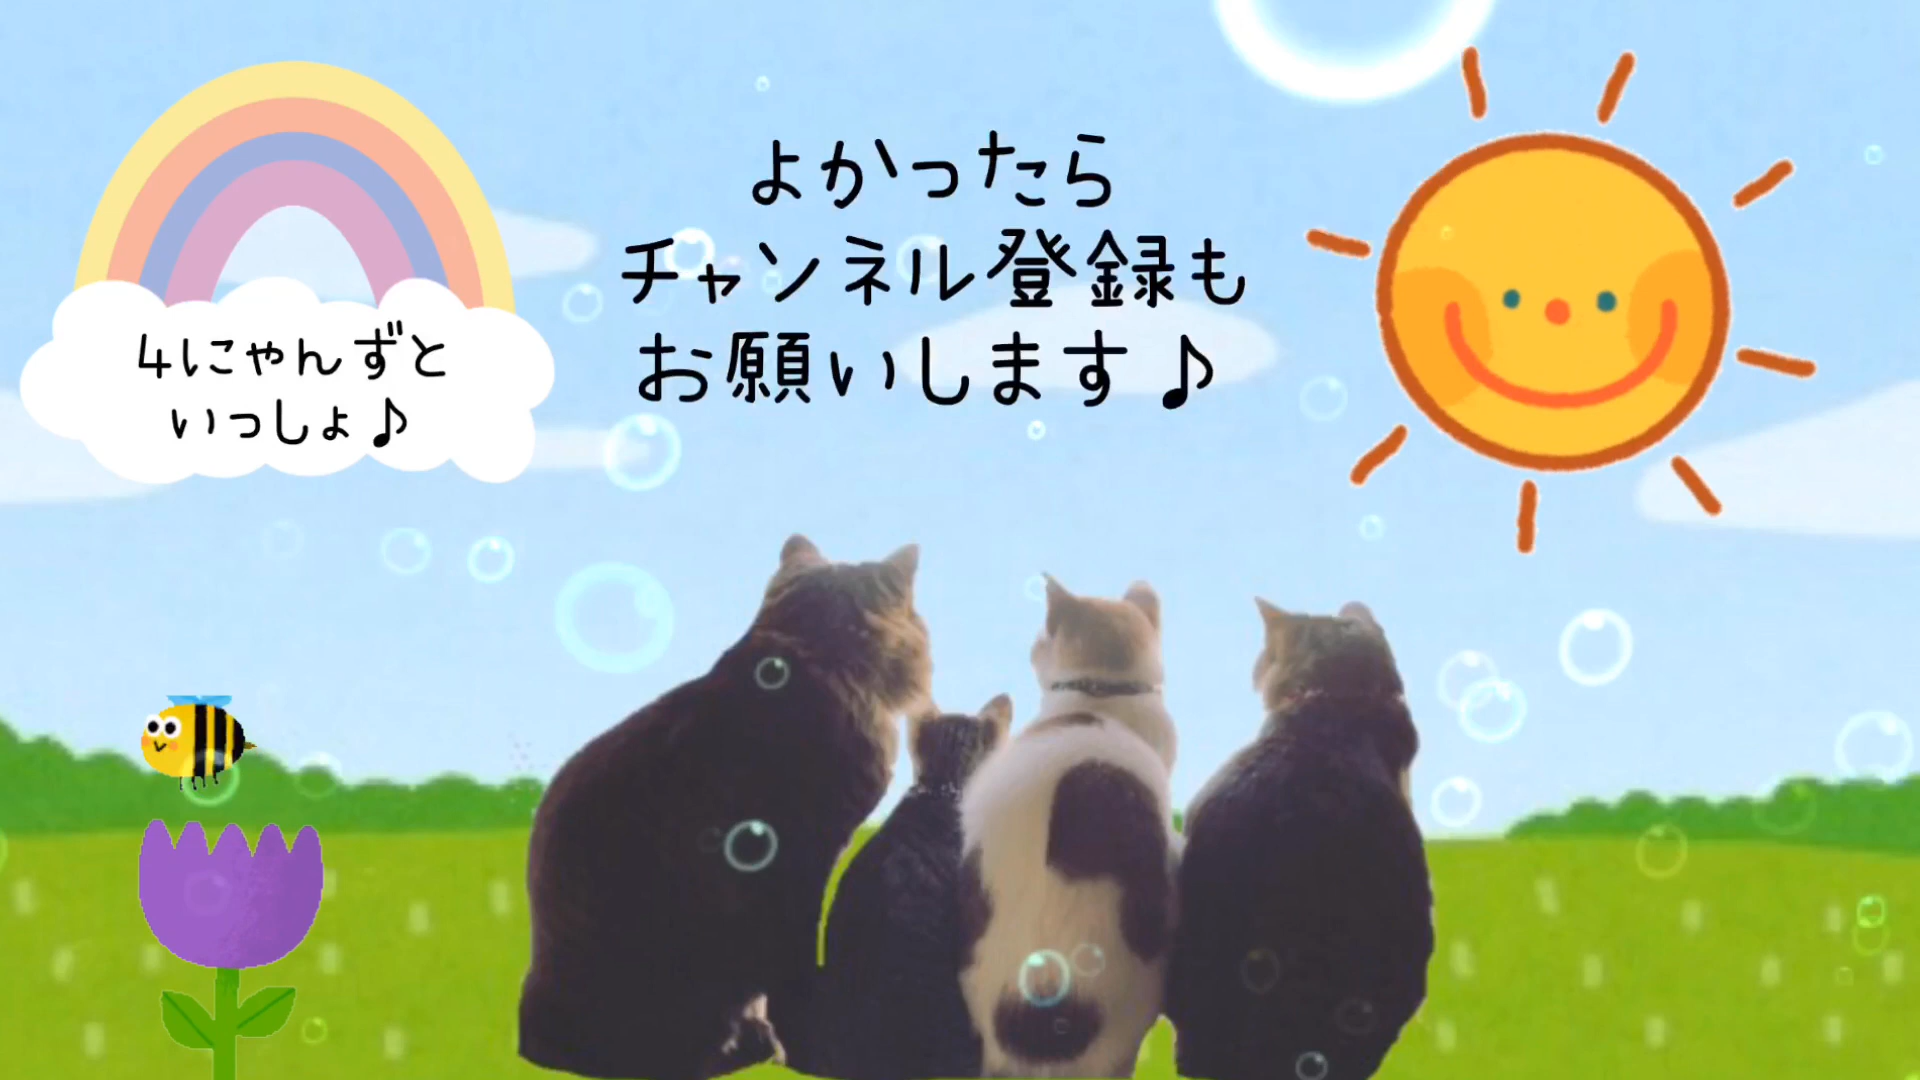 よかったら
チャンネル登録も
お願いします♪
4にゃんずと
いっしょ♪